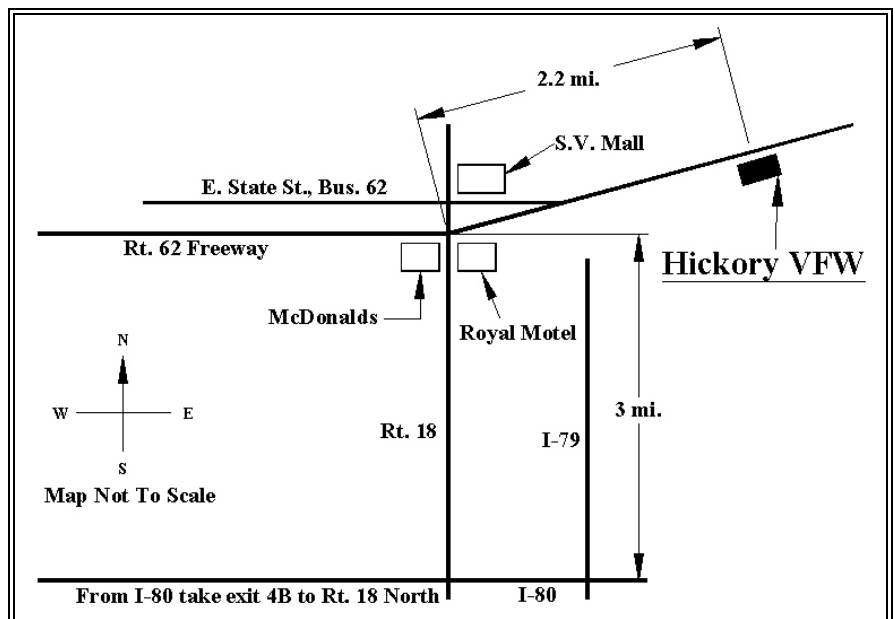 2.2 mi.
S.V. Mall
E. State St., Bus. 62
Rt. 62 Freeway
Hickory VFW
McDonalds
Royal Motel
N
W
E
S
Map Not To Scale
Rt. 18
I-79
3 mi.
From I-80 take exit 4B to Rt. 18 North
I-80